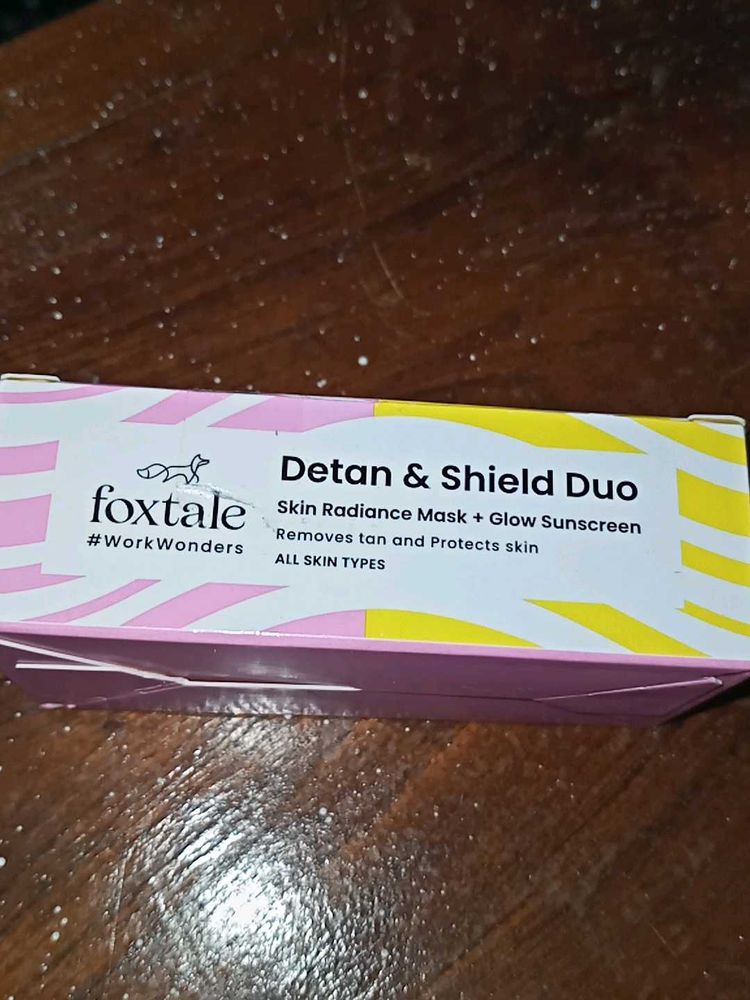 foxtale
#WorkWonders
Detan & Shield Duo
Skin Radiance Mask + Glow Sunscreen
Removes tan and Protects skin
ALL SKIN TYPES